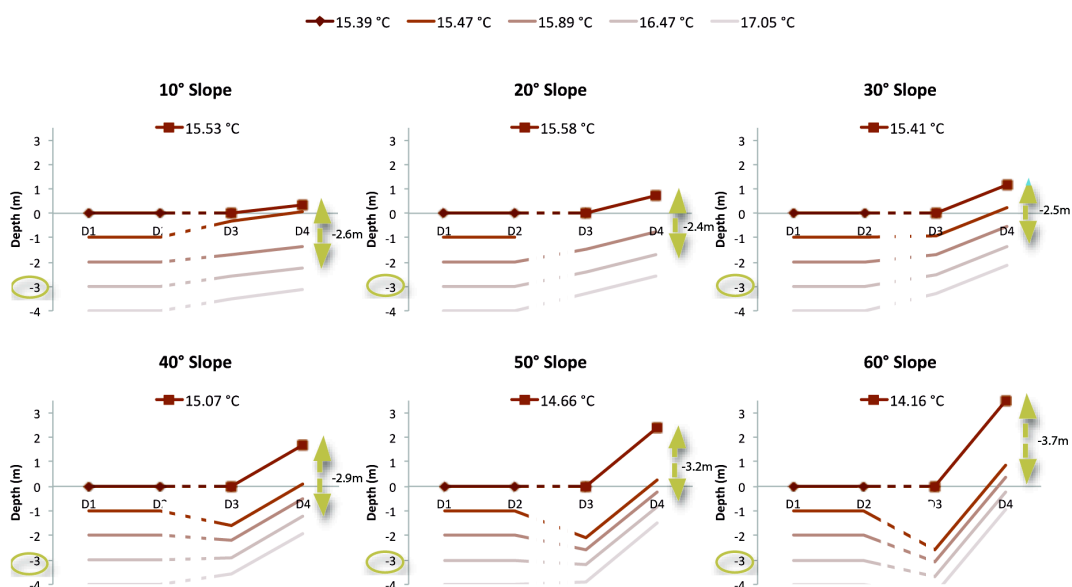 15.39 °C 15.47 °C 15.89 °C 16.47 °C 17.05 °C
10° Slope
15.53 °C
Depth (m)
3
2
1
0
-1
-2
-3
-4
D1 D3 D4
-2.6m
20° Slope
15.58 °C
Depth (m)
3
2
1
0
-1
-2
-3
-4
D1 D2 D3 D4
-2.4m
30° Slope
15.41 °C
Depth (m)
3
2
1
0
-1
-2
-3
-4
D1 D2 D3 D4
-2.5m
40° Slope
15.07 °C
Depth (m)
3
2
1
0
-1
-2
-3
-4
D1 D3 D4
-2.9m
50° Slope
14.66 °C
Depth (m)
3
2
1
0
-1
-2
-3
-4
D1 D2 D3 D4
-3.2m
60° Slope
14.16 °C
Depth (m)
3
2
1
0
-1
-2
-3
-4
D1 D2 D4
-3.7m